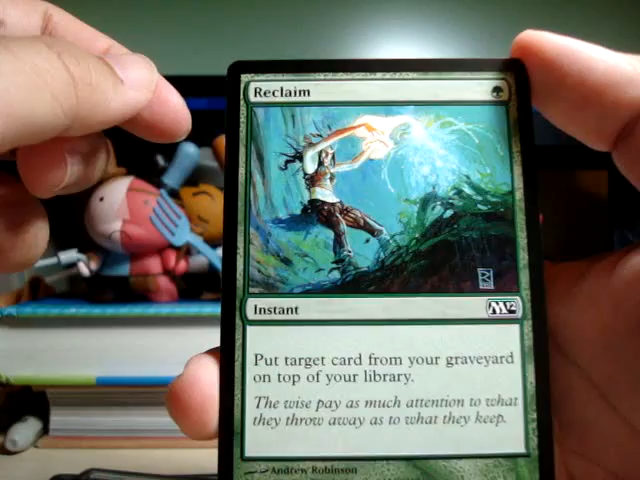 Reclaim
Instant
M12
Put target card from your graveyard
on top of your library.
The wise pay as much attention to what
they throw away as to what they keep.
Andrew Robinson